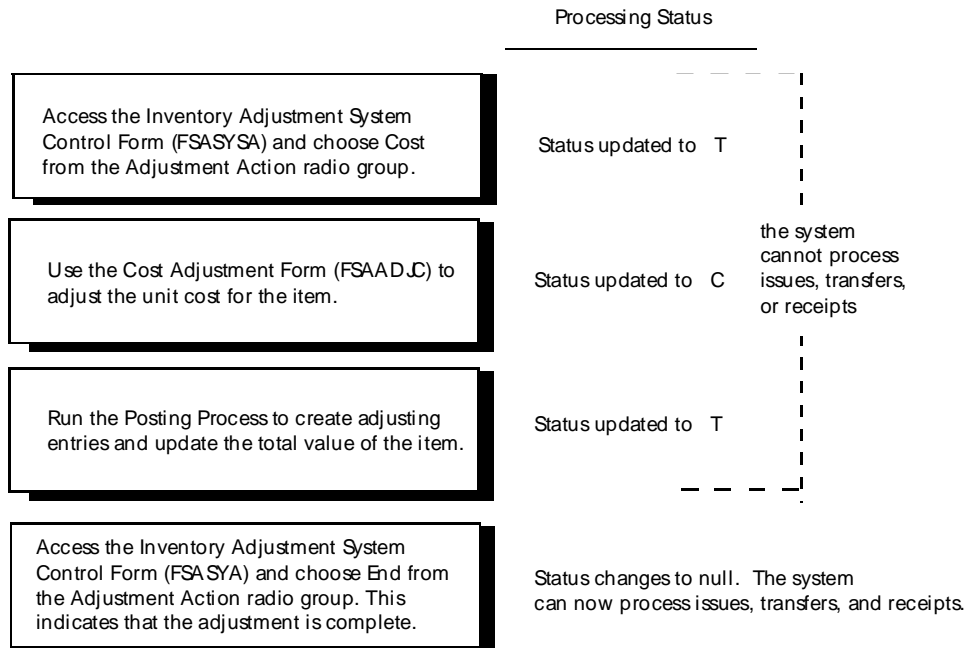 Processing Status
Access the Inventory Adjustment System
Control Form (FSASYSA) and choose Cost
from the Adjustment Action radio group.
Status updated to T
Use the Cost Adjustment Form (FSAADJC) to
adjust the unit cost for the item.
Status updated to C
the system
cannot process
issues, transfers,
or receipts
Run the Posting Process to create adjusting
entries and update the total value of the item.
Status updated to T
Access the Inventory Adjustment System
Control Form (FSASYA) and choose End from
the Adjustment Action radio group. This
indicates that the adjustment is complete.
Status changes to null. The system
can now process issues, transfers, and receipts.